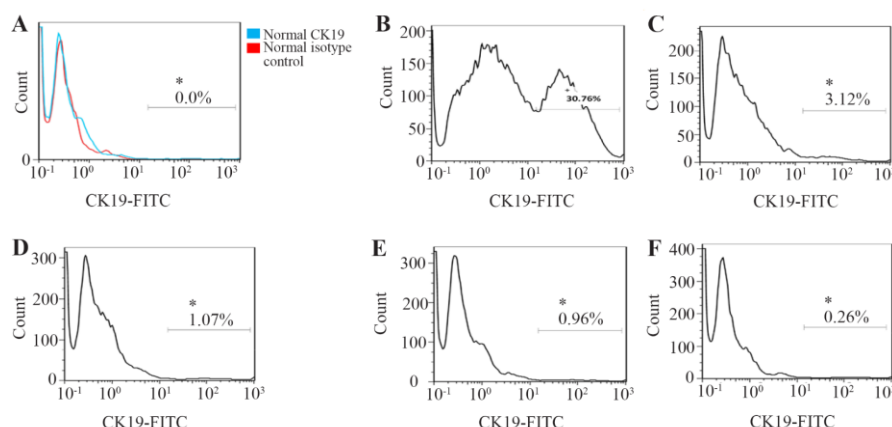 A
Normal CK19
Normal isotype
control
*
0.0%
Count
0
10-1 100 101 102 103
CK19-FITC
B
200
150
100
50
0
Count
+
30.76%
10-1 100 101 102 103
CK19-FITC
C
200
150
100
50
0
Count
*
3.12%
10-1 100 101 102 103
CK19-FITC
D
300
200
100
0
Count
*
1.07%
10-1 100 101 102 103
CK19-FITC
E
300
200
100
0
Count
*
0.96%
10-1 100 101 102 103
CK19-FITC
F
400
300
200
100
0
Count
*
0.26%
10-1 100 101 102 10
CK19-FITC